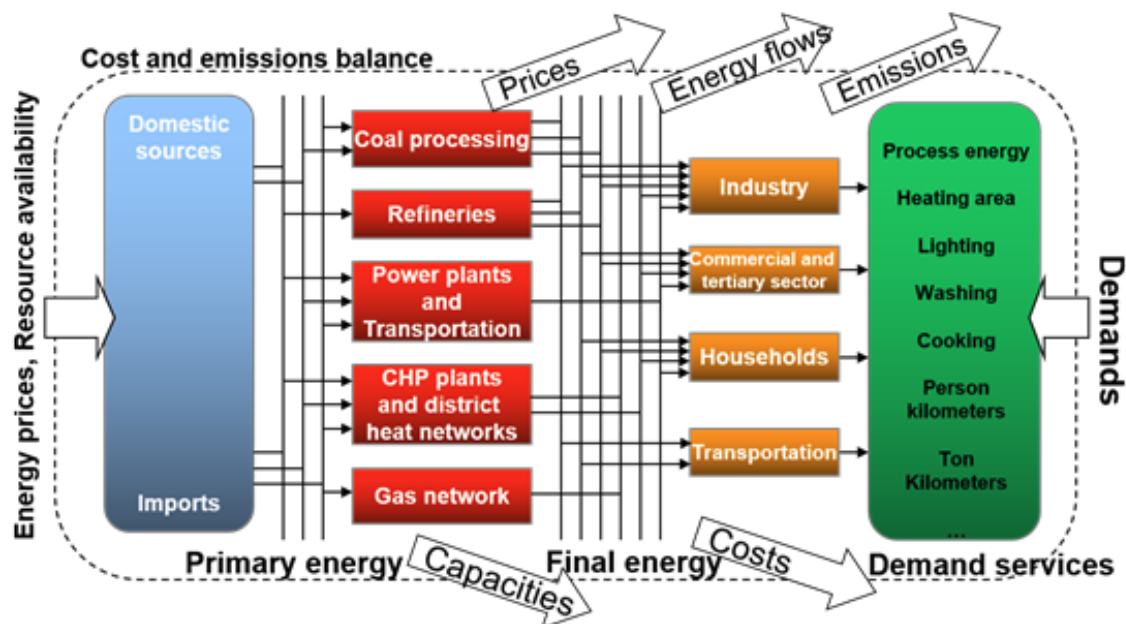 Cost and emissions balance
Prices
Energy flows
Emissions
Energy prices, Resource availability
Domestic
sources
Imports
Coal processing
Refineries
Power plants
and
Transportation
CHP plants
and district
heat networks
Gas network
Industry
Commercial and
tertiary sector
Households
Transportation
Process energy
Heating area
Lighting
Washing
Cooking
Person
kilometers
Ton
Kilometers
...
Demands
Primary energy
Capacities
Final energy
Costs
Demand services